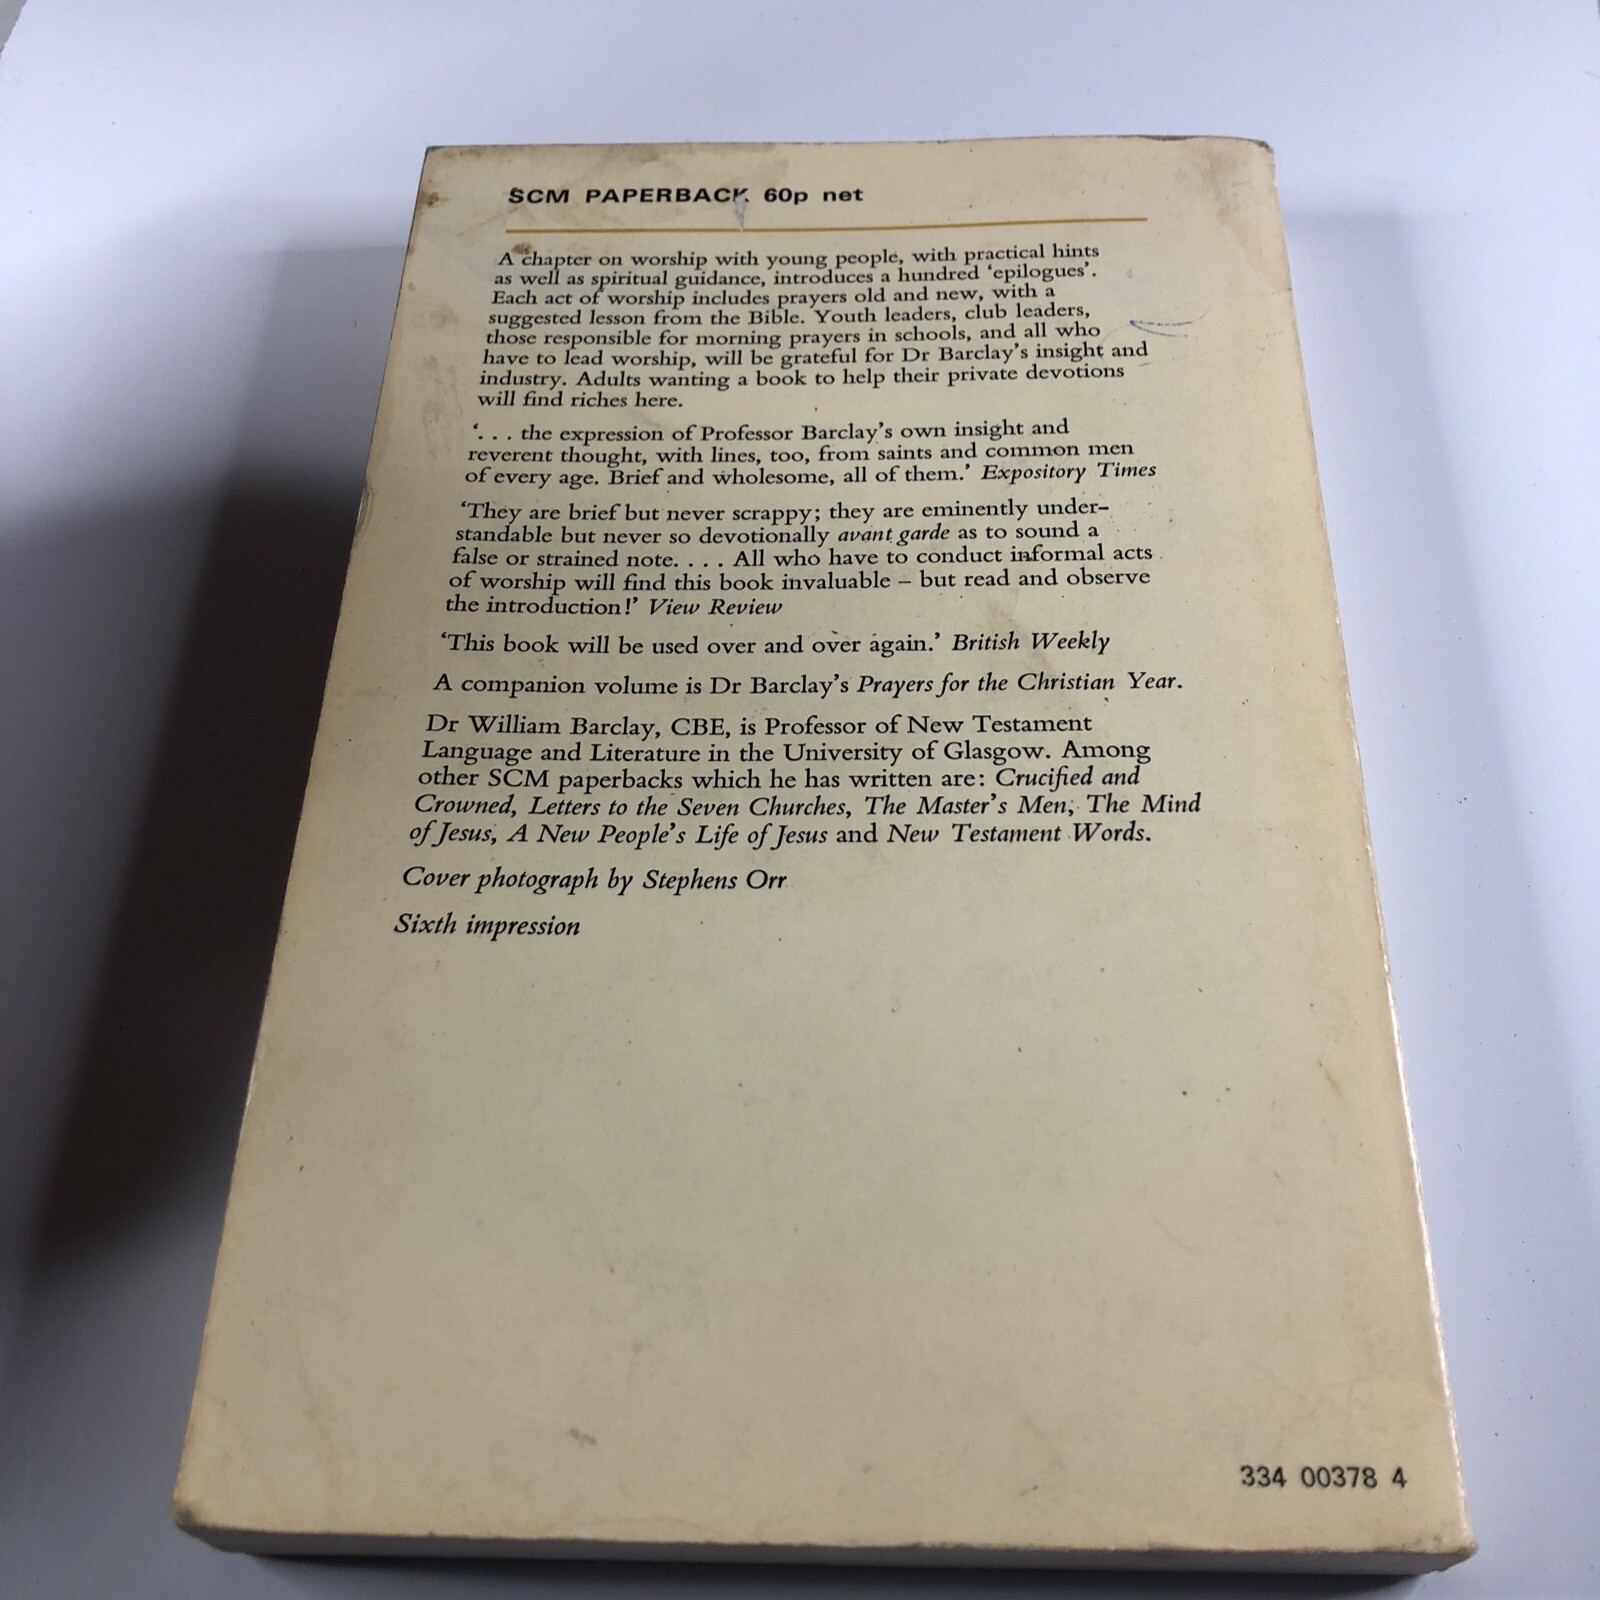 SCM PAPERBACK 60p net
A chapter on worship with young people, with practical hints
as well as spiritual guidance, introduces a hundred ‘epilogues’.
Each act of worship includes prayers old and new, with a
suggested lesson from the Bible. Youth leaders, club leaders,
those responsible for morning prayers in schools, and all who
have to lead worship, will be grateful for Dr Barclay’s insight and
industry. Adults wanting a book to help their private devotions
will find riches here.
‘. . . the expression of Professor Barclay’s own insight and
reverent thought, with lines, too, from saints and common men
of every age. Brief and wholesome, all of them.’ Expository Times
‘They are brief but never scrappy; they are eminently under-
standable but never so devotionally avant garde as to sound a
false or strained note. . . . All who have to conduct informal acts
of worship will find this book invaluable – but read and observe
the introduction!’ View Review
‘This book will be used over and over again.’ British Weekly
A companion volume is Dr Barclay’s Prayers for the Christian Year.
Dr William Barclay, CBE, is Professor of New Testament
Language and Literature in the University of Glasgow. Among
other SCM paperbacks which he has written are: Crucified and
Crowned, Letters to the Seven Churches, The Master’s Men, The Mind
of Jesus, A New People’s Life of Jesus and New Testament Words.
Cover photograph by Stephens Orr
Sixth impression
334 00378 4